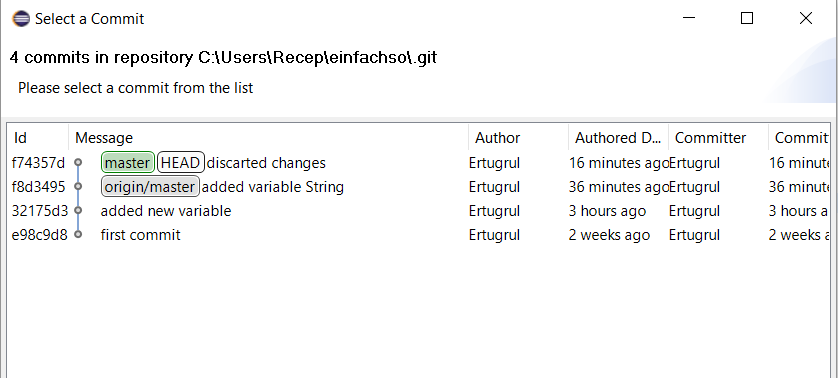 Select a Commit
4 commits in repository C:\Users\Recep\einfachso\.git
Please select a commit from the list
Id Message Author Authored D... Committer Commit
f74357d master HEAD discarted changes Ertugrul 16 minutes ago Ertugrul 16 minute
f8d3495 origin/master added variable String Ertugrul 36 minutes ago Ertugrul 36 minute
32175d3 added new variable Ertugrul 3 hours ago Ertugrul 3 hours a
e98c9d8 first commit Ertugrul 2 weeks ago Ertugrul 2 weeks a